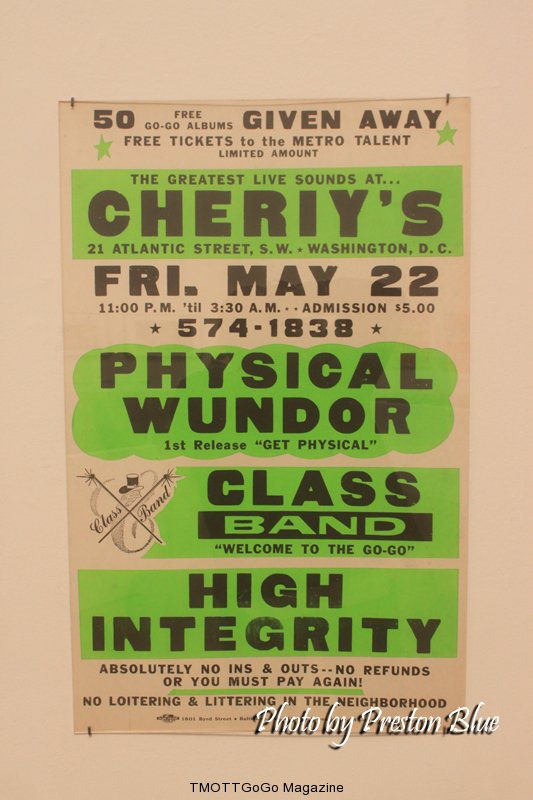 50 FREE GO-GO ALBUMS GIVEN AWAY
FREE TICKETS to the METRO TALENT
LIMITED AMOUNT
THE GREATEST LIVE SOUNDS AT...
CHERIY'S
21 ATLANTIC STREET, S.W. ★ WASHINGTON, D.C.
FRI. MAY 22
11:00 P.M. 'til 3:30 A.M. -- ADMISSION $5.00
★ 574-1838 ★
PHYSICAL
WUNDOR
1st Release "GET PHYSICAL"
Class Band
CLASS
BAND
"WELCOME TO THE GO-GO"
HIGH
INTEGRITY
ABSOLUTELY NO INS & OUTS--NO REFUNDS
OR YOU MUST PAY AGAIN!
NO LOITERING & LITTERING IN THE NEIGHBORHOOD
1801 Byrd Street •
Photo by Preston Blue
TMOTTGoGo Magazine